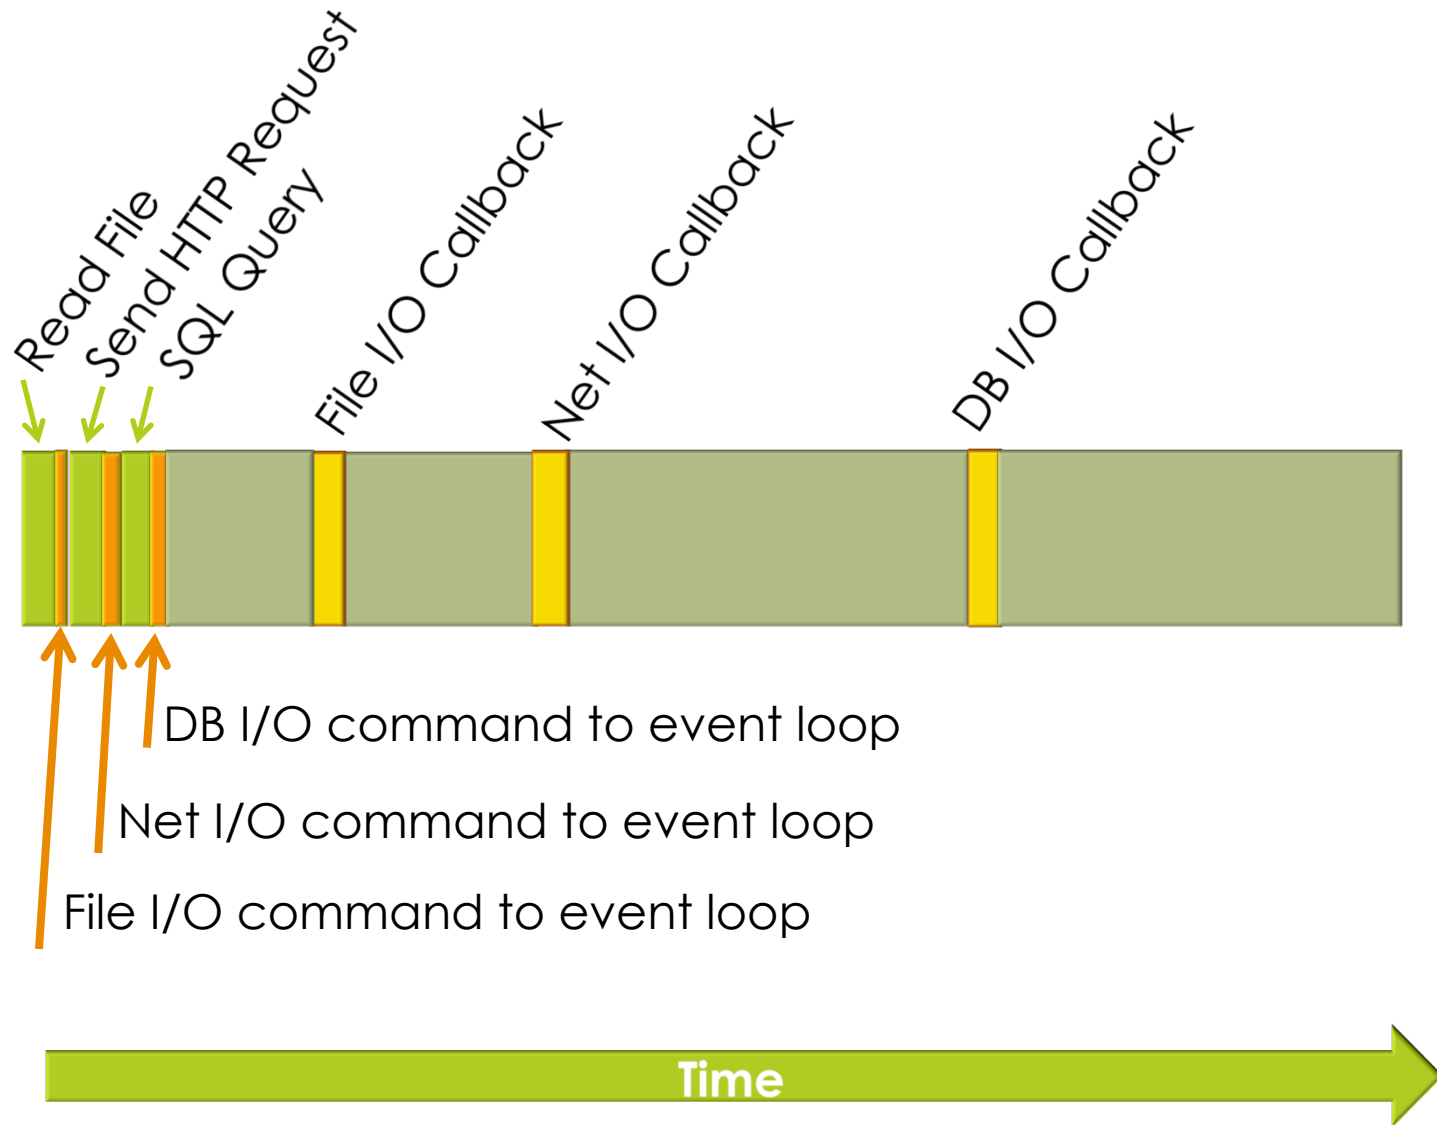 Read File
Send HTTP Request
SQL Query
File I/O Callback
Net I/O Callback
DB I/O Callback
DB I/O command to event loop
Net I/O command to event loop
File I/O command to event loop
Time